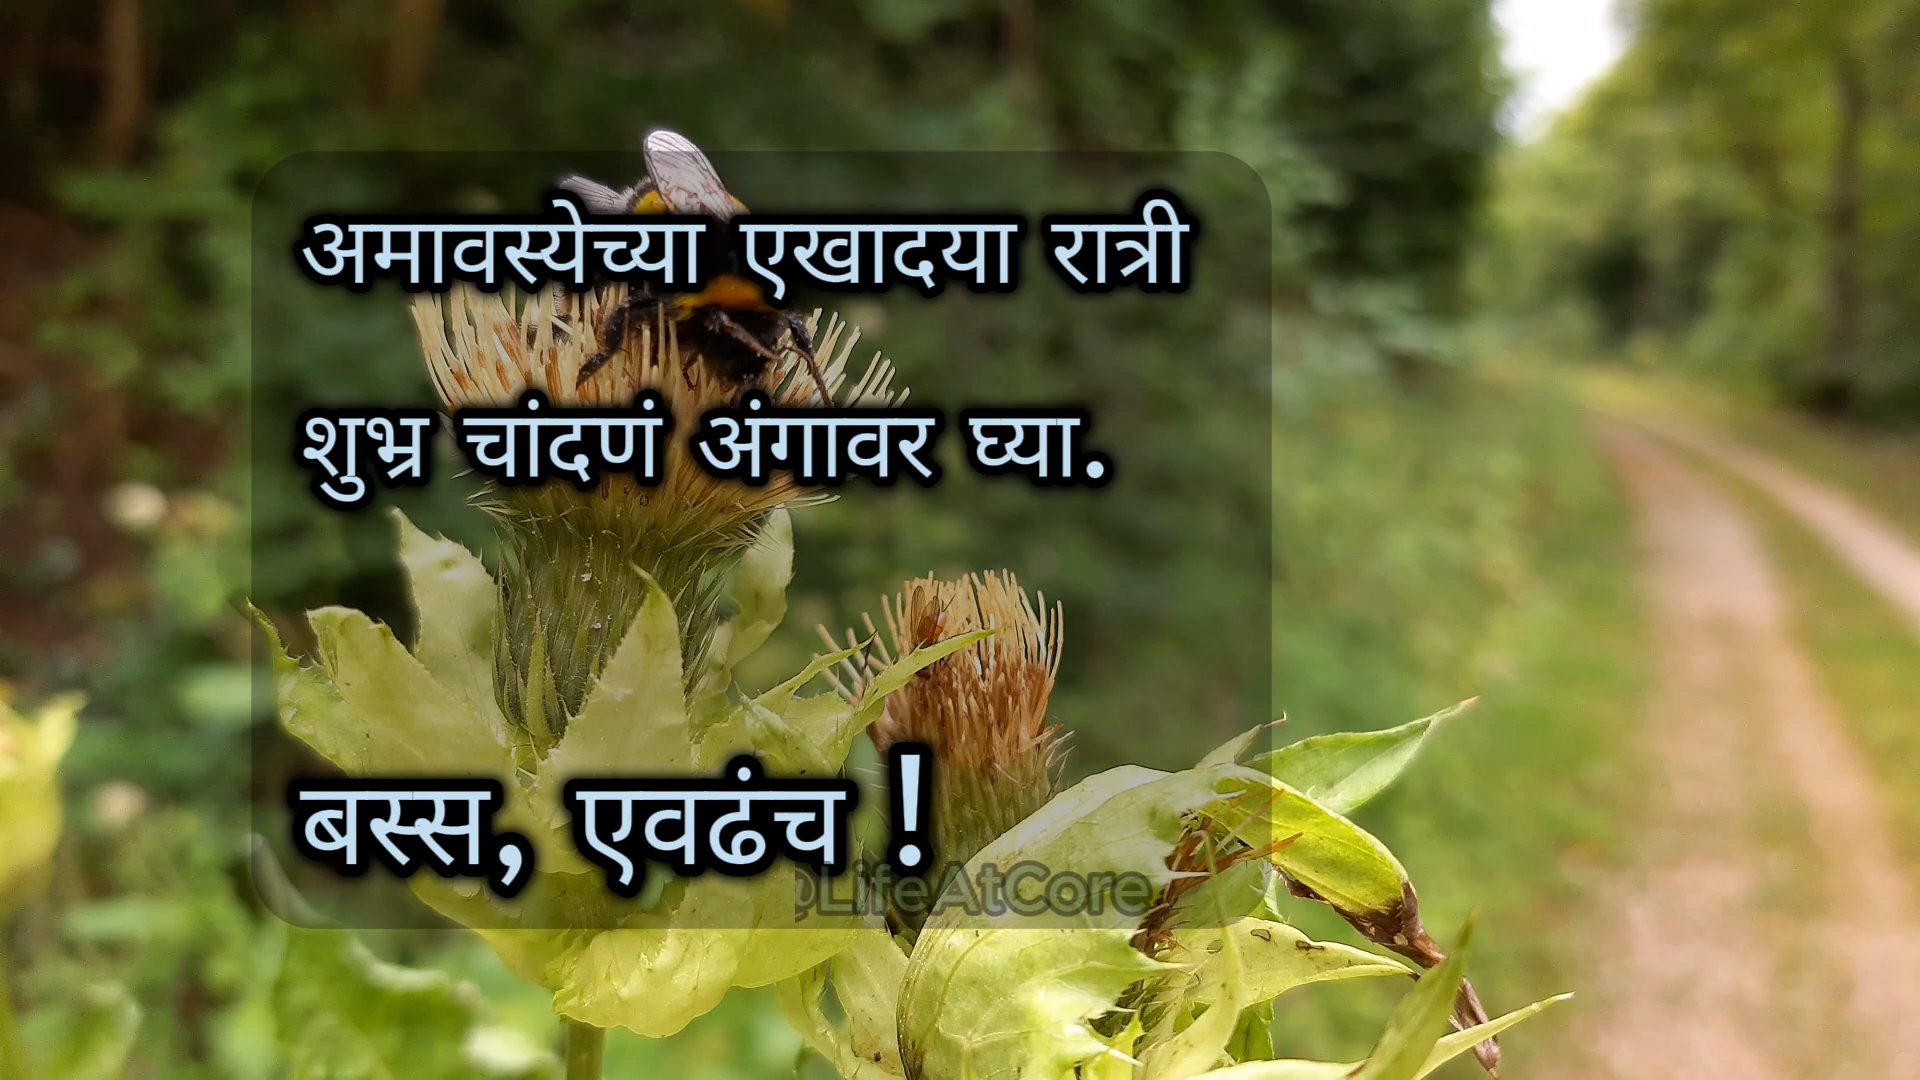 अमावस्येच्या एखादया रात्री
शुभ्र चांदणं अंगावर घ्या.
बस्स, एवढंच !
@LifeAtCore